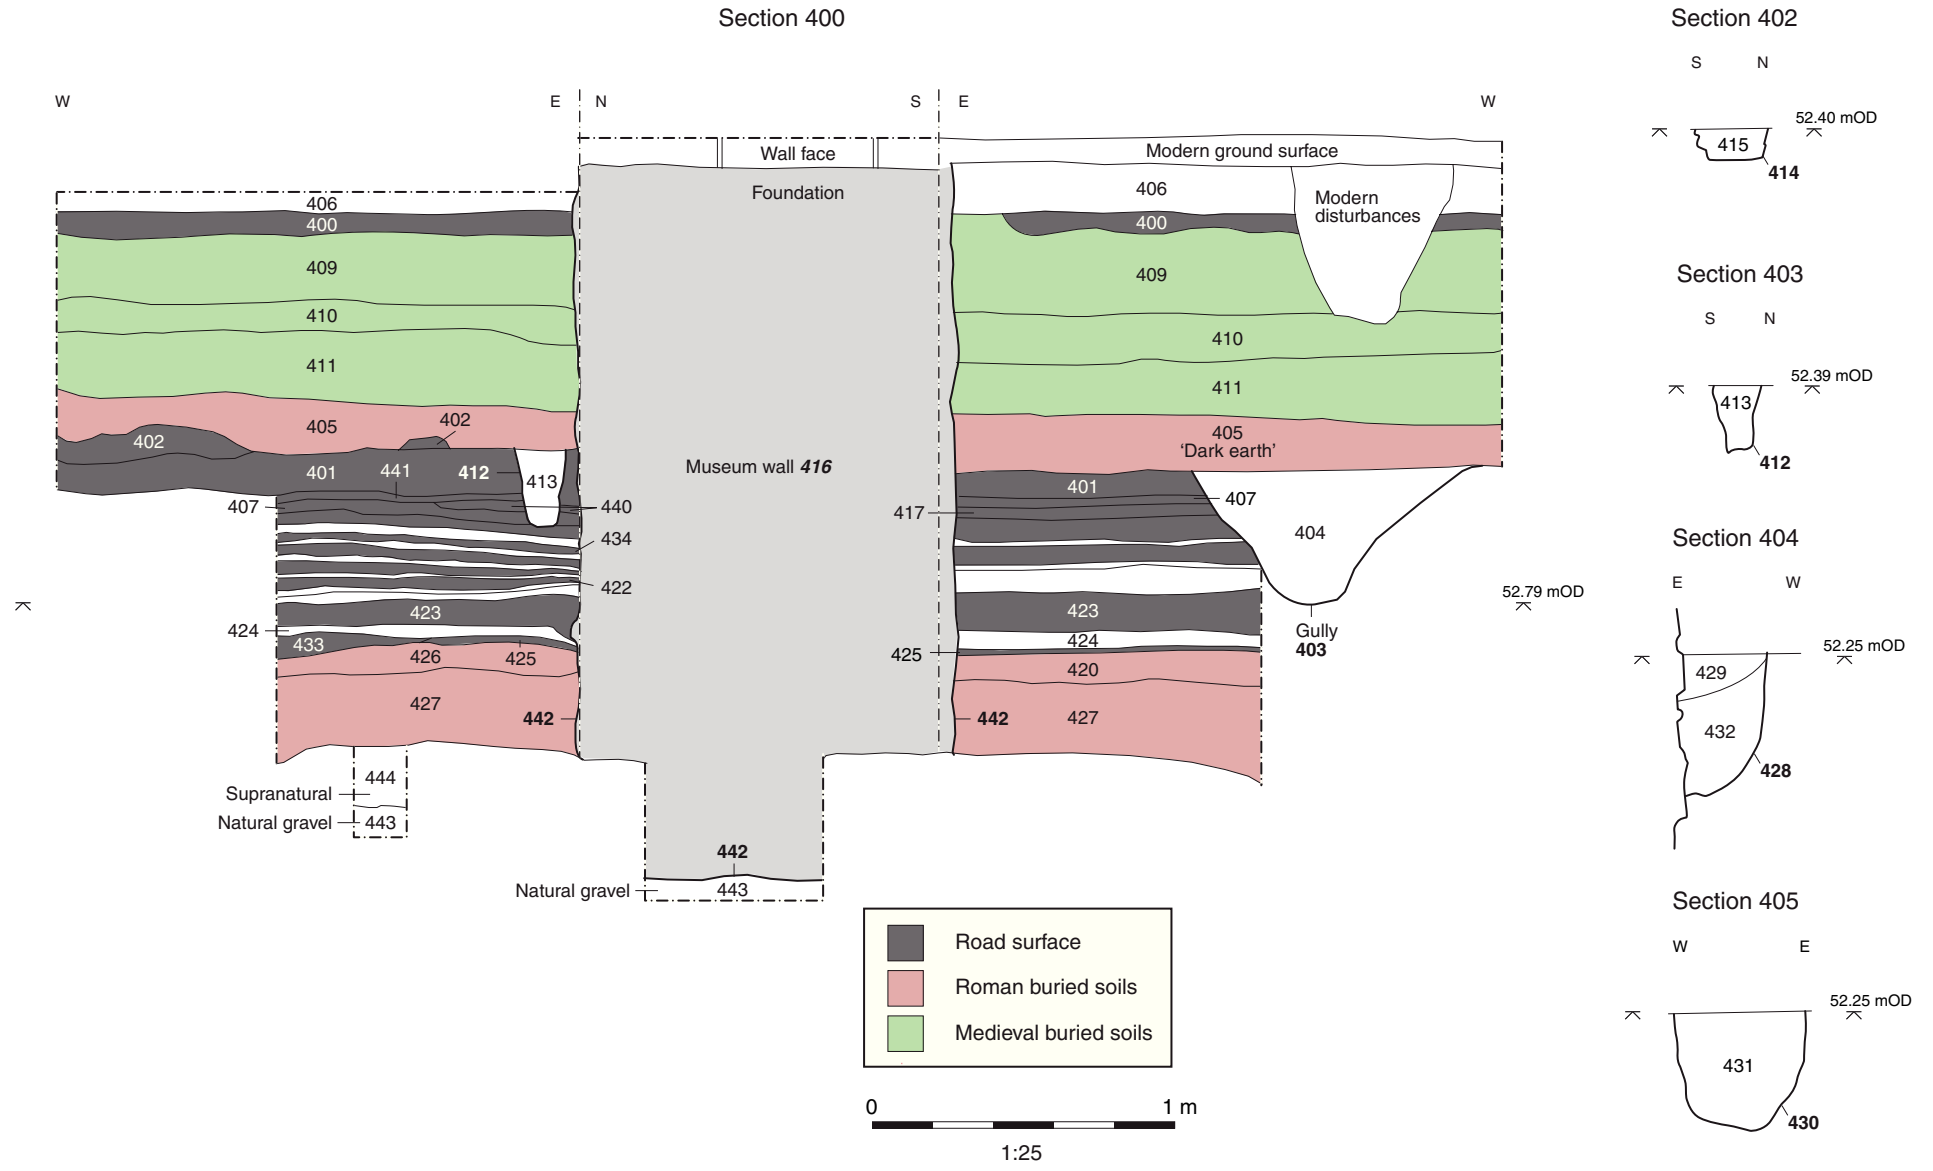 Section 400
W
E
N
S
E
W
Wall face
Modern ground surface
Foundation
406
400
409
410
411
405
402
402
401
441
412
413
407
440
434
422
423
424
433
426
425
427
442
444
Supranatural
Natural gravel
443
Museum wall 416
442
Natural gravel
443
406
Modern
disturbances
400
409
410
411
405
'Dark earth'
401
407
417
404
423
424
425
420
442
427
Gully
403
52.79 mOD
Road surface
Roman buried soils
Medieval buried soils
0
1 m
1:25
Section 402
S
N
52.40 mOD
415
414
Section 403
S
N
52.39 mOD
413
412
Section 404
E
W
52.25 mOD
429
432
428
Section 405
W
E
52.25 mOD
431
430